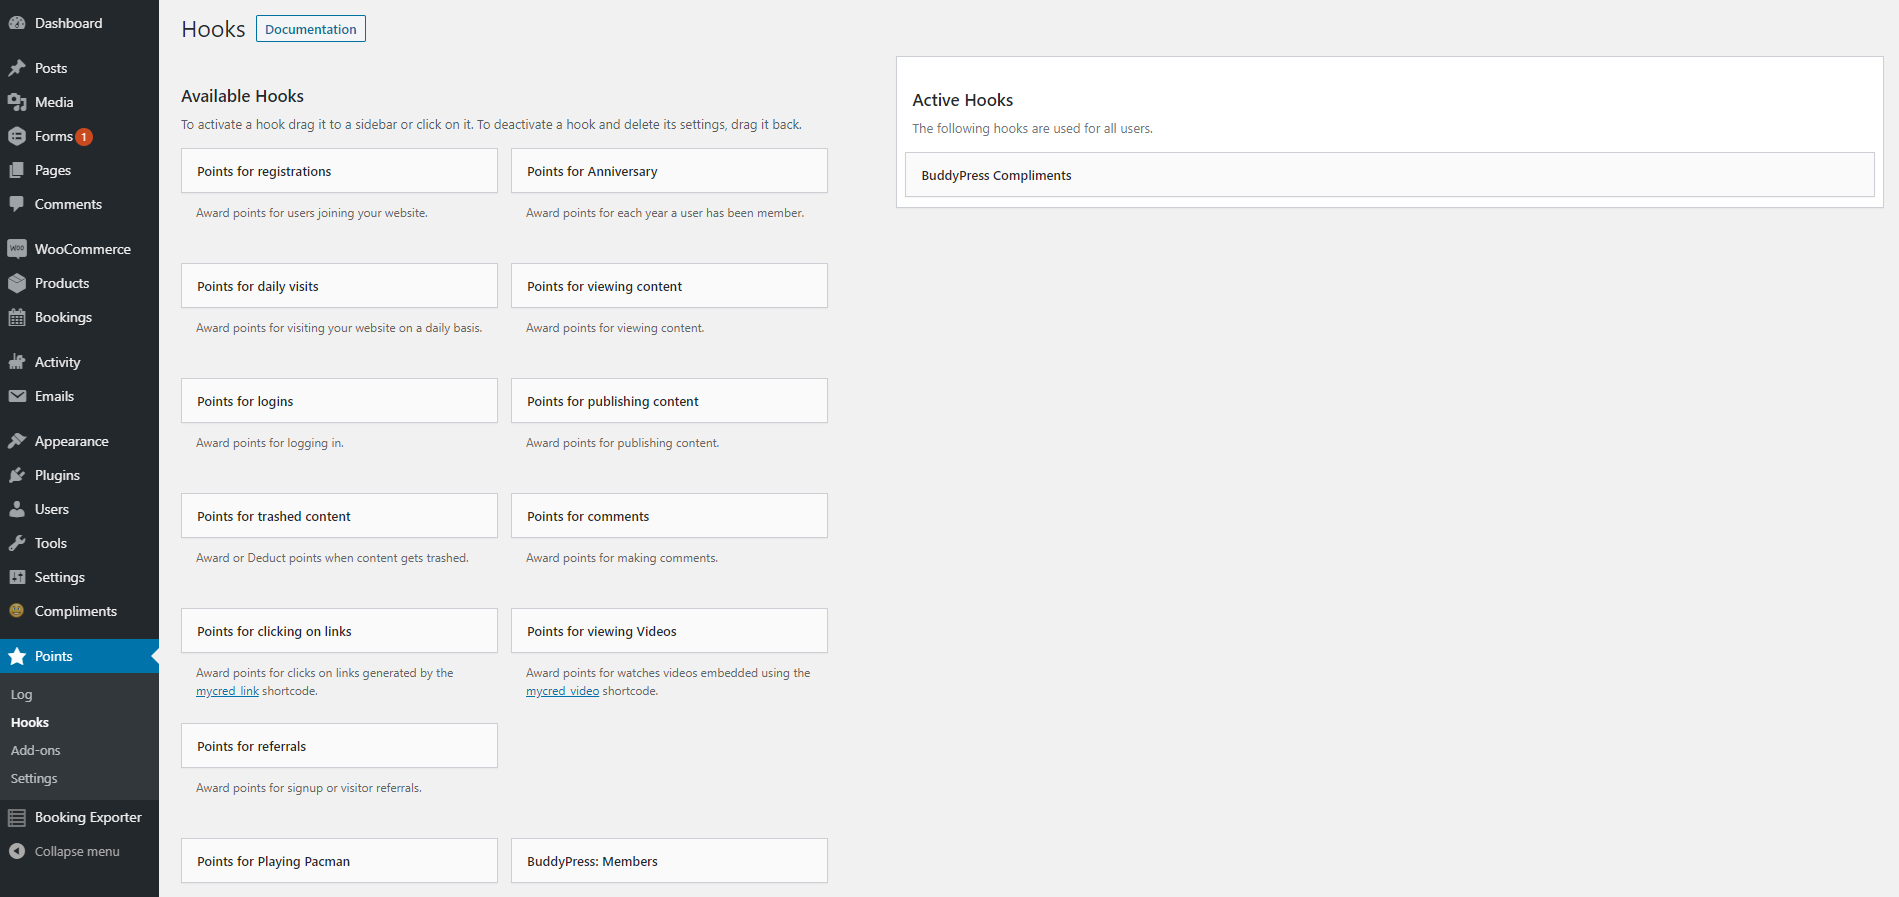 Dashboard
Posts
Media
Forms 1
Pages
Comments
WooCommerce
Products
Bookings
Activity
Emails
Appearance
Plugins
Users
Tools
Settings
Compliments
Points
Log
Hooks
Add-ons
Settings
Booking Exporter
Collapse menu
Hooks Documentation
Available Hooks
To activate a hook drag it to a sidebar or click on it. To deactivate a hook and delete its settings, drag it back.
Points for registrations
Award points for users joining your website.
Points for Anniversary
Award points for each year a user has been member.
Points for daily visits
Award points for visiting your website on a daily basis.
Points for viewing content
Award points for viewing content.
Points for logins
Award points for logging in.
Points for publishing content
Award points for publishing content.
Points for trashed content
Award or Deduct points when content gets trashed.
Points for comments
Award points for making comments.
Points for clicking on links
Award points for clicks on links generated by the
mycred_link shortcode.
Points for viewing Videos
Award points for watches videos embedded using the
mycred_video shortcode.
Points for referrals
Award points for signup or visitor referrals.
Points for Playing Pacman
BuddyPress: Members
Active Hooks
The following hooks are used for all users.
BuddyPress Compliments